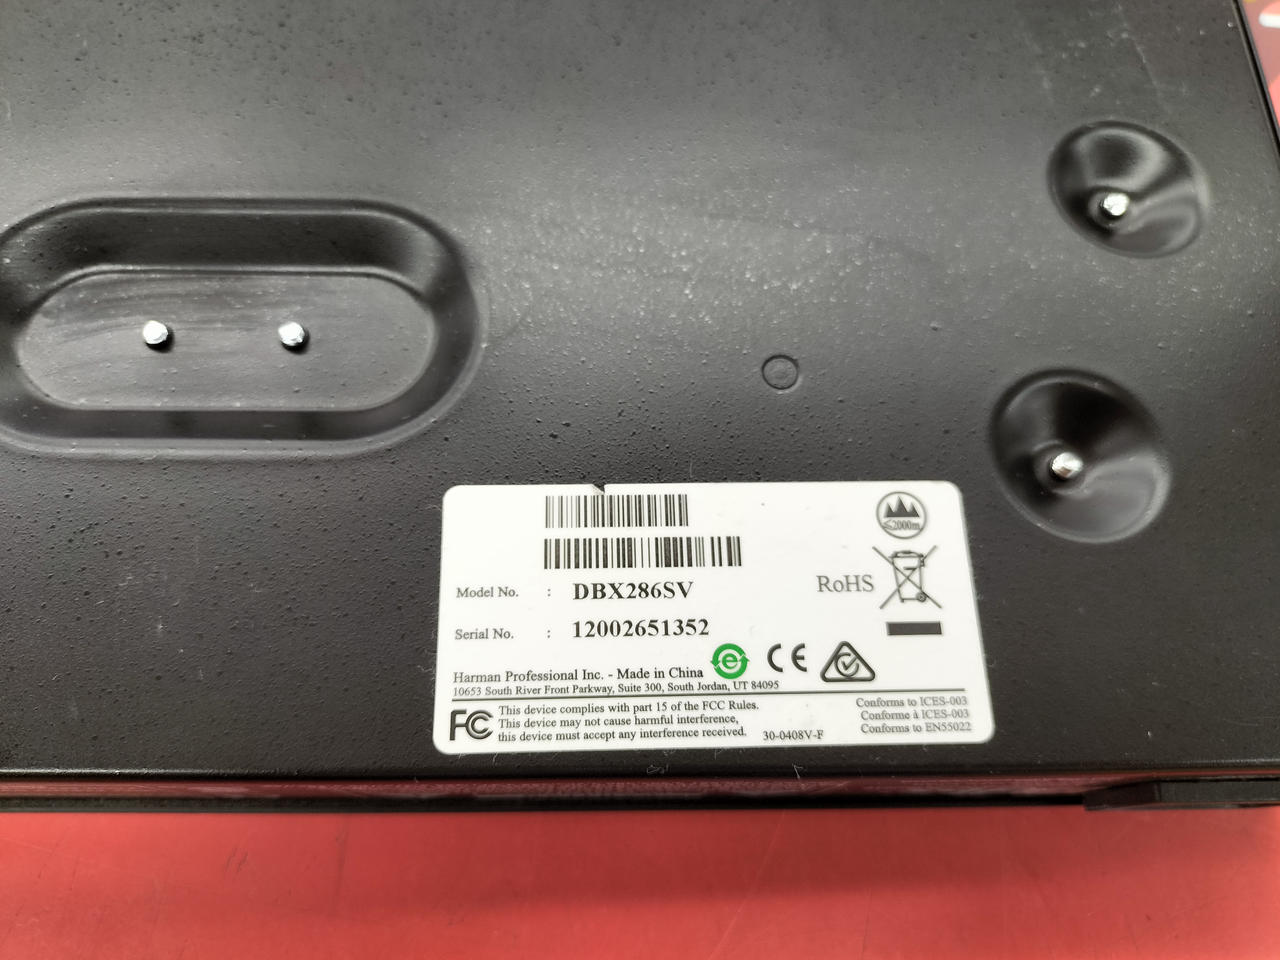 ≤2000m
Model No. : DBX286SV
RoHS
Serial No. : 12002651352
e CE
Harman Professional Inc. - Made in China
10653 South River Front Parkway, Suite 300, South Jordan, UT 84095
FC This device complies with part 15 of the FCC Rules.
This device may not cause harmful interference,
this device must accept any interference received.
30-0408V-F
Conforms to ICES-003
Conforme à ICES-003
Conforms to EN55022